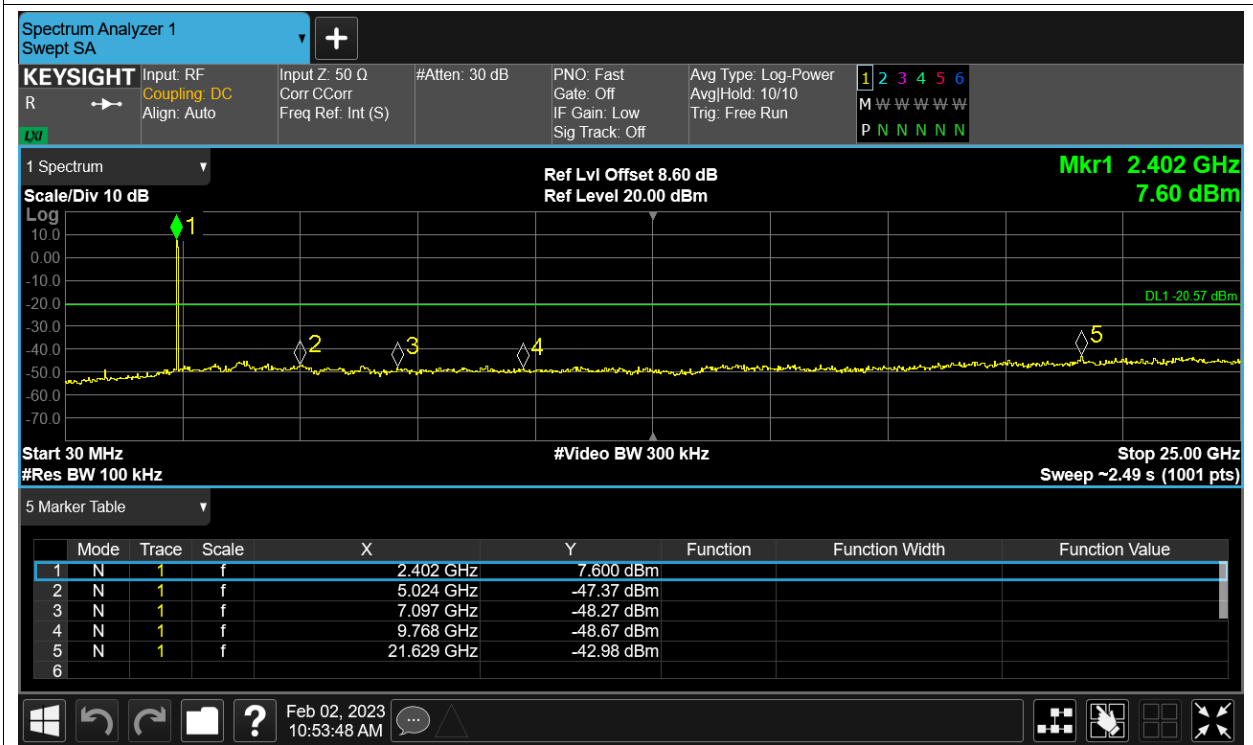 Spectrum Analyzer 1
Swept SA
+
KEYSIGHT Input: RF Input Z: 50 Ω #Atten: 30 dB PNO: Fast Avg Type: Log-Power 1 2 3 4 5 6
R Coupling: DC Corr CCorr Gate: Off Avg|Hold: 10/10 M W W W W W
Align: Auto Freq Ref: Int (S) IF Gain: Low Trig: Free Run
LXI Sig Track: Off P N N N N N
1 Spectrum Ref Lvl Offset 8.60 dB Mkr1 2.402 GHz
Scale/Div 10 dB Ref Level 20.00 dBm 7.60 dBm
Log
1
10.0
0.00
-10.0
-20.0
DL1 -20.57 dBm
-30.0
2 3 4 5
-40.0
-50.0
-60.0
-70.0
Start 30 MHz #Video BW 300 kHz Stop 25.00 GHz
#Res BW 100 kHz Sweep ~2.49 s (1001 pts)
5 Marker Table
Mode Trace Scale X Y Function Function Width Function Value
1 N 1 f 2.402 GHz 7.600 dBm
2 N 1 f 5.024 GHz -47.37 dBm
3 N 1 f 7.097 GHz -48.27 dBm
4 N 1 f 9.768 GHz -48.67 dBm
5 N 1 f 21.629 GHz -42.98 dBm
6
? Feb 02, 2023
10:53:48 AM